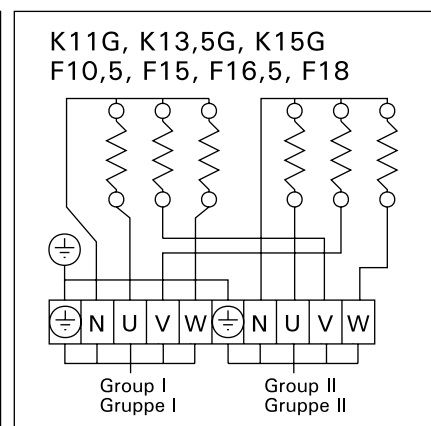 K11G, K13,5G, K15G
F10,5, F15, F16,5, F18
N U V W N U V W
Group I Group II
Gruppe I Gruppe II